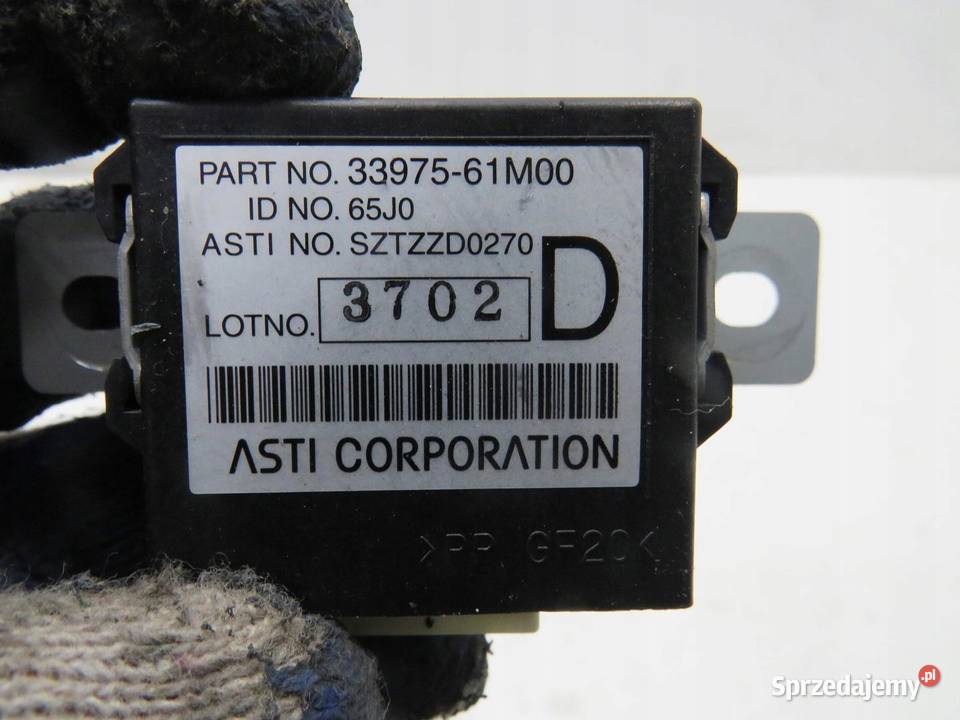 PART NO. 33975-61M00
ID NO. 65J0
ASTI NO. SZTZZD0270
D
LOTNO. 3702
ASTI CORPORATION
>PP GF20<
Sprzedajemy.pl